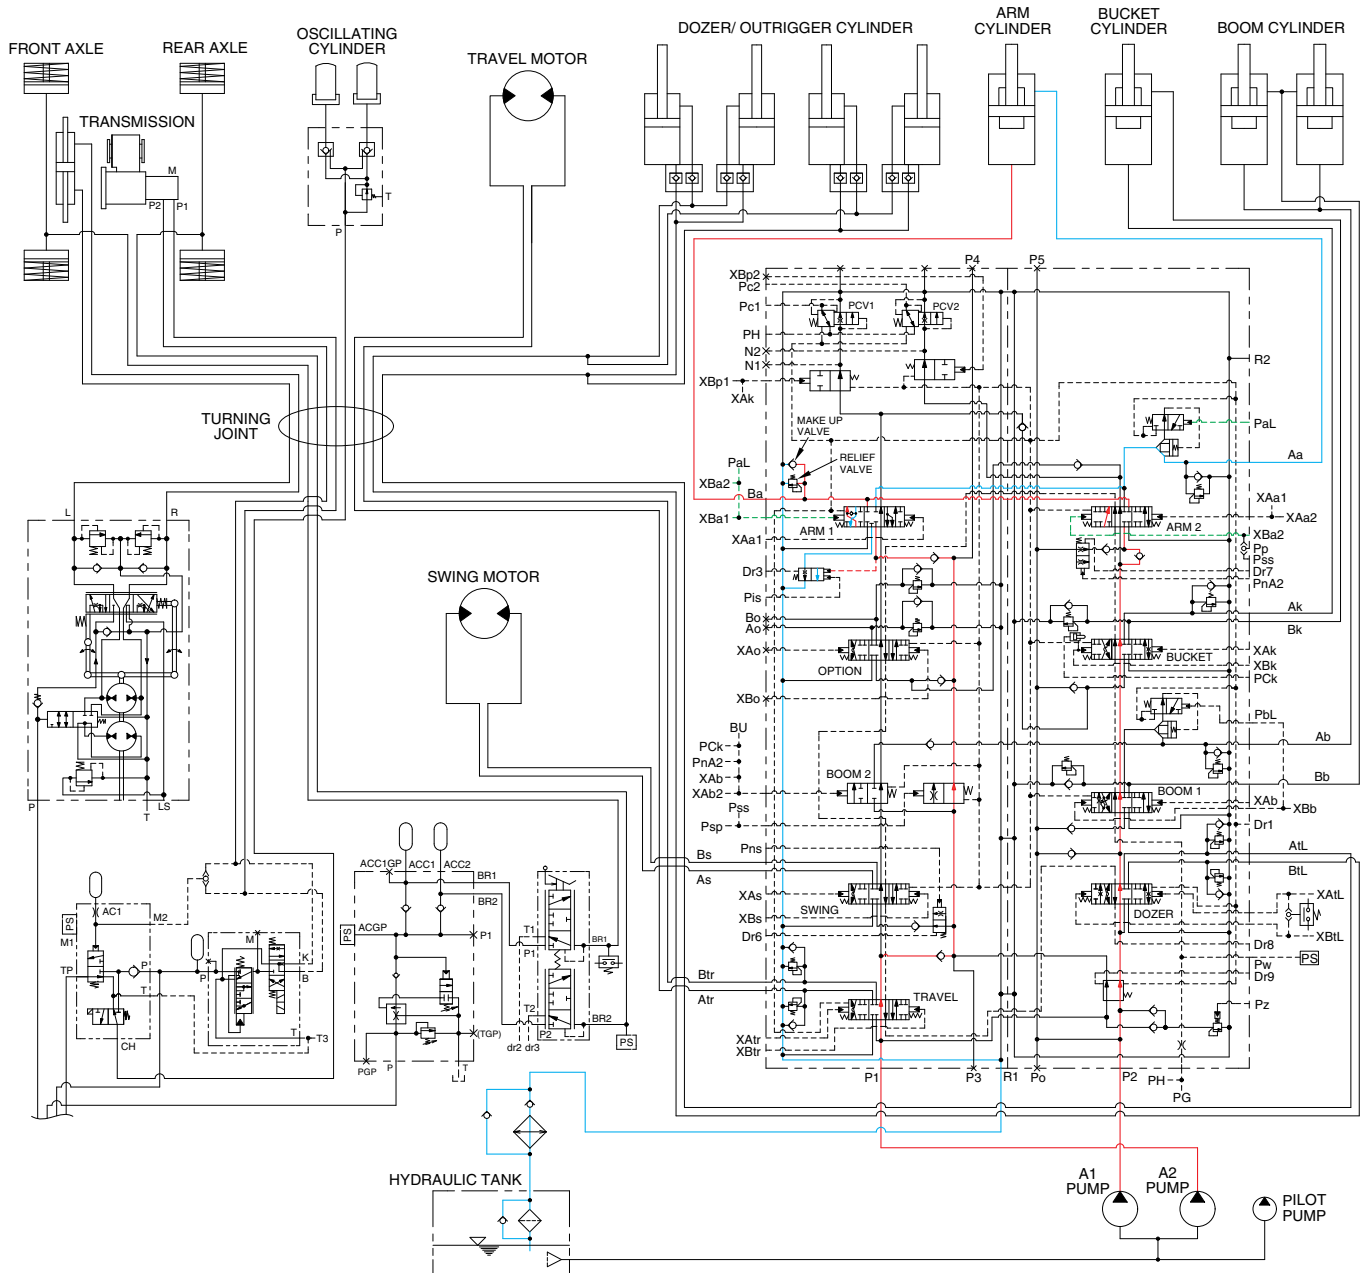 FRONT AXLE
REAR AXLE
OSCILLATING
CYLINDER
TRAVEL MOTOR
DOZER/ OUTRIGGER CYLINDER
ARM
CYLINDER
BUCKET
CYLINDER
BOOM CYLINDER
TRANSMISSION
M
P2 P1
T
P
TURNING
JOINT
XBp2
Pc2
Pc1
PH
N2
N1
XBp1
XAk
P4
P5
PCV1
PCV2
R2
MAKE UP
VALVE
RELIEF
VALVE
PaL
XBa2
Ba
XBa1
XAa1
ARM 1
Dr3
Pis
Bo
Ao
XAo
OPTION
XBo
PaL
Aa
XAa1
ARM 2
XAa2
XBa2
Pp
Pss
Dr7
PnA2
Ak
Bk
BUCKET
XAk
XBk
PCk
PbL
Ab
Bb
BOOM 1
XAb
XBb
Dr1
AtL
BtL
DOZER
XAtL
XBtL
Dr8
PS
Pw
Dr9
Pz
BU
PCk
PnA2
XAb
XAb2
BOOM 2
Pss
Psp
Pns
Bs
As
XAs
SWING
XBs
Dr6
Btr
Atr
TRAVEL
XAtr
XBtr
P1
P3
R1
Po
P2
PH
PG
L
R
P
LS
T
SWING MOTOR
ACC1GP
ACC1
ACC2
BR1
BR2
PS
ACGP
P1
(TGP)
PGP
P
T
T1
P1
BR1
T2
P2
BR2
dr2 dr3
PS
AC1
M2
PS
M1
TP
P
T
CH
M
P
K
B
T
T3
HYDRAULIC TANK
A1
PUMP
A2
PUMP
PILOT
PUMP